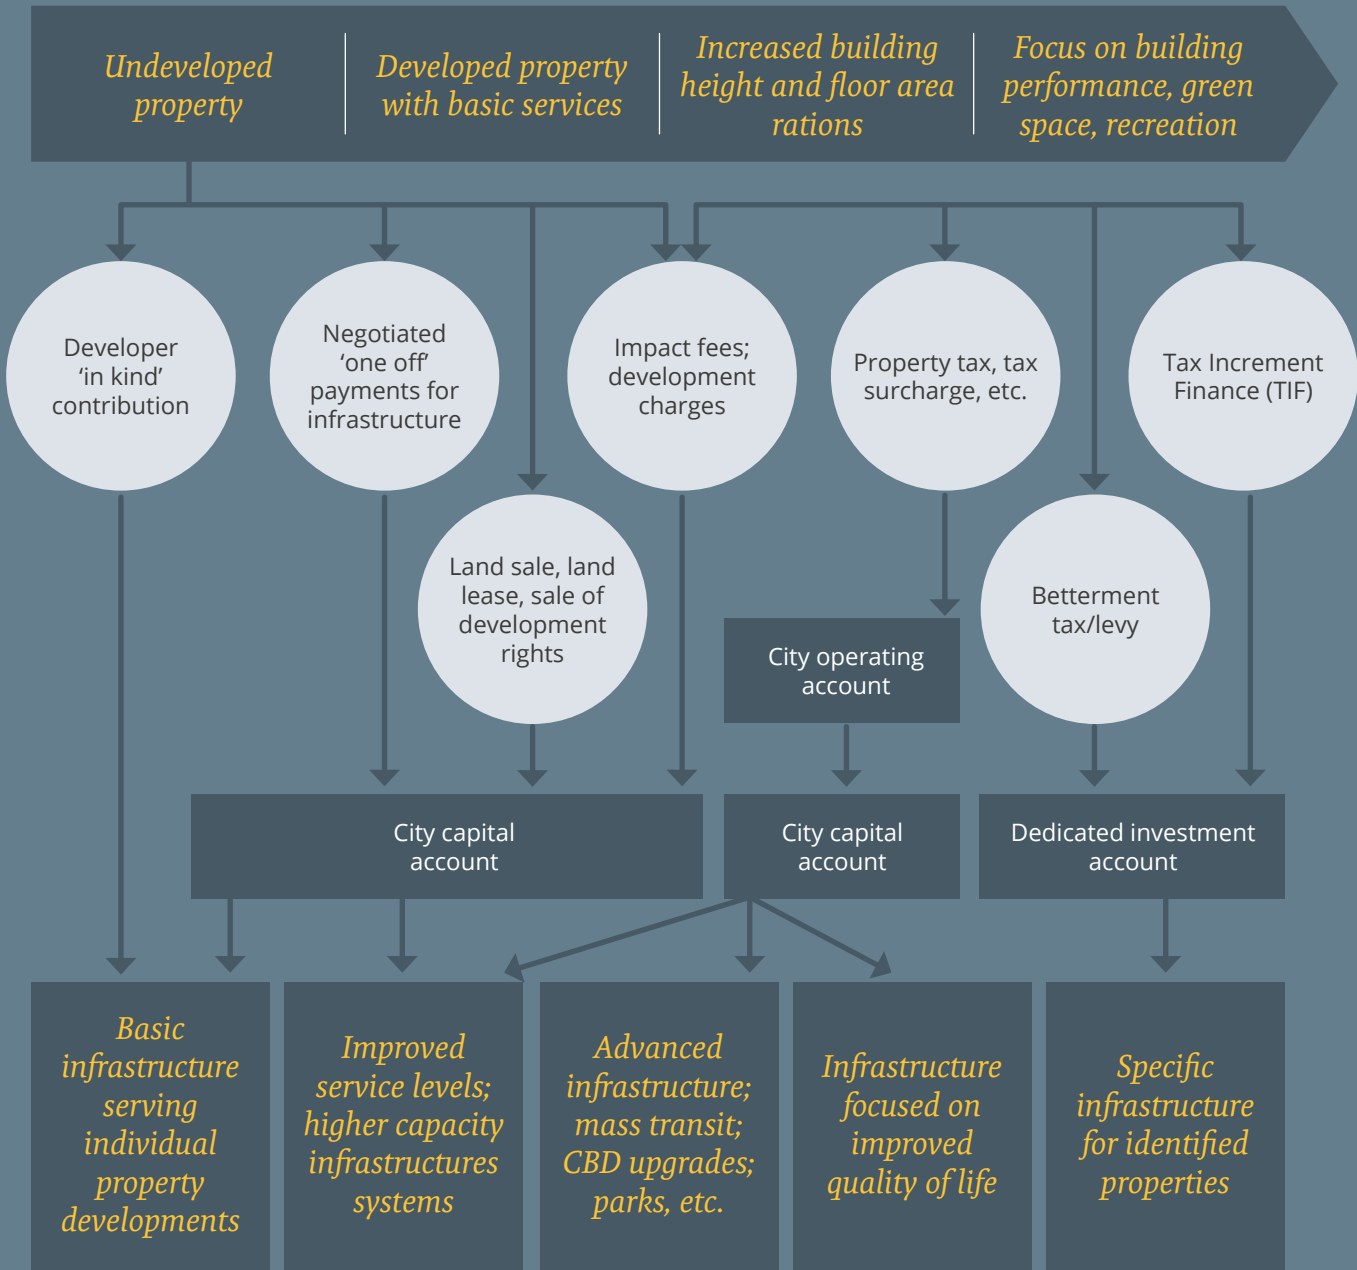 Undeveloped
property
Developed property
with basic services
Increased building
height and floor area
rations
Focus on building
performance, green
space, recreation
Developer
‘in kind’
contribution
Negotiated
‘one off’
payments for
infrastructure
Impact fees;
development
charges
Property tax, tax
surcharge, etc.
Tax Increment
Finance (TIF)
Land sale, land
lease, sale of
development
rights
Betterment
tax/levy
City operating
account
City capital
account
City capital
account
Dedicated investment
account
Basic
infrastructure
serving
individual
property
developments
Improved
service levels;
higher capacity
infrastructures
systems
Advanced
infrastructure;
mass transit;
CBD upgrades;
parks, etc.
Infrastructure
focused on
improved
quality of life
Specific
infrastructure
for identified
properties